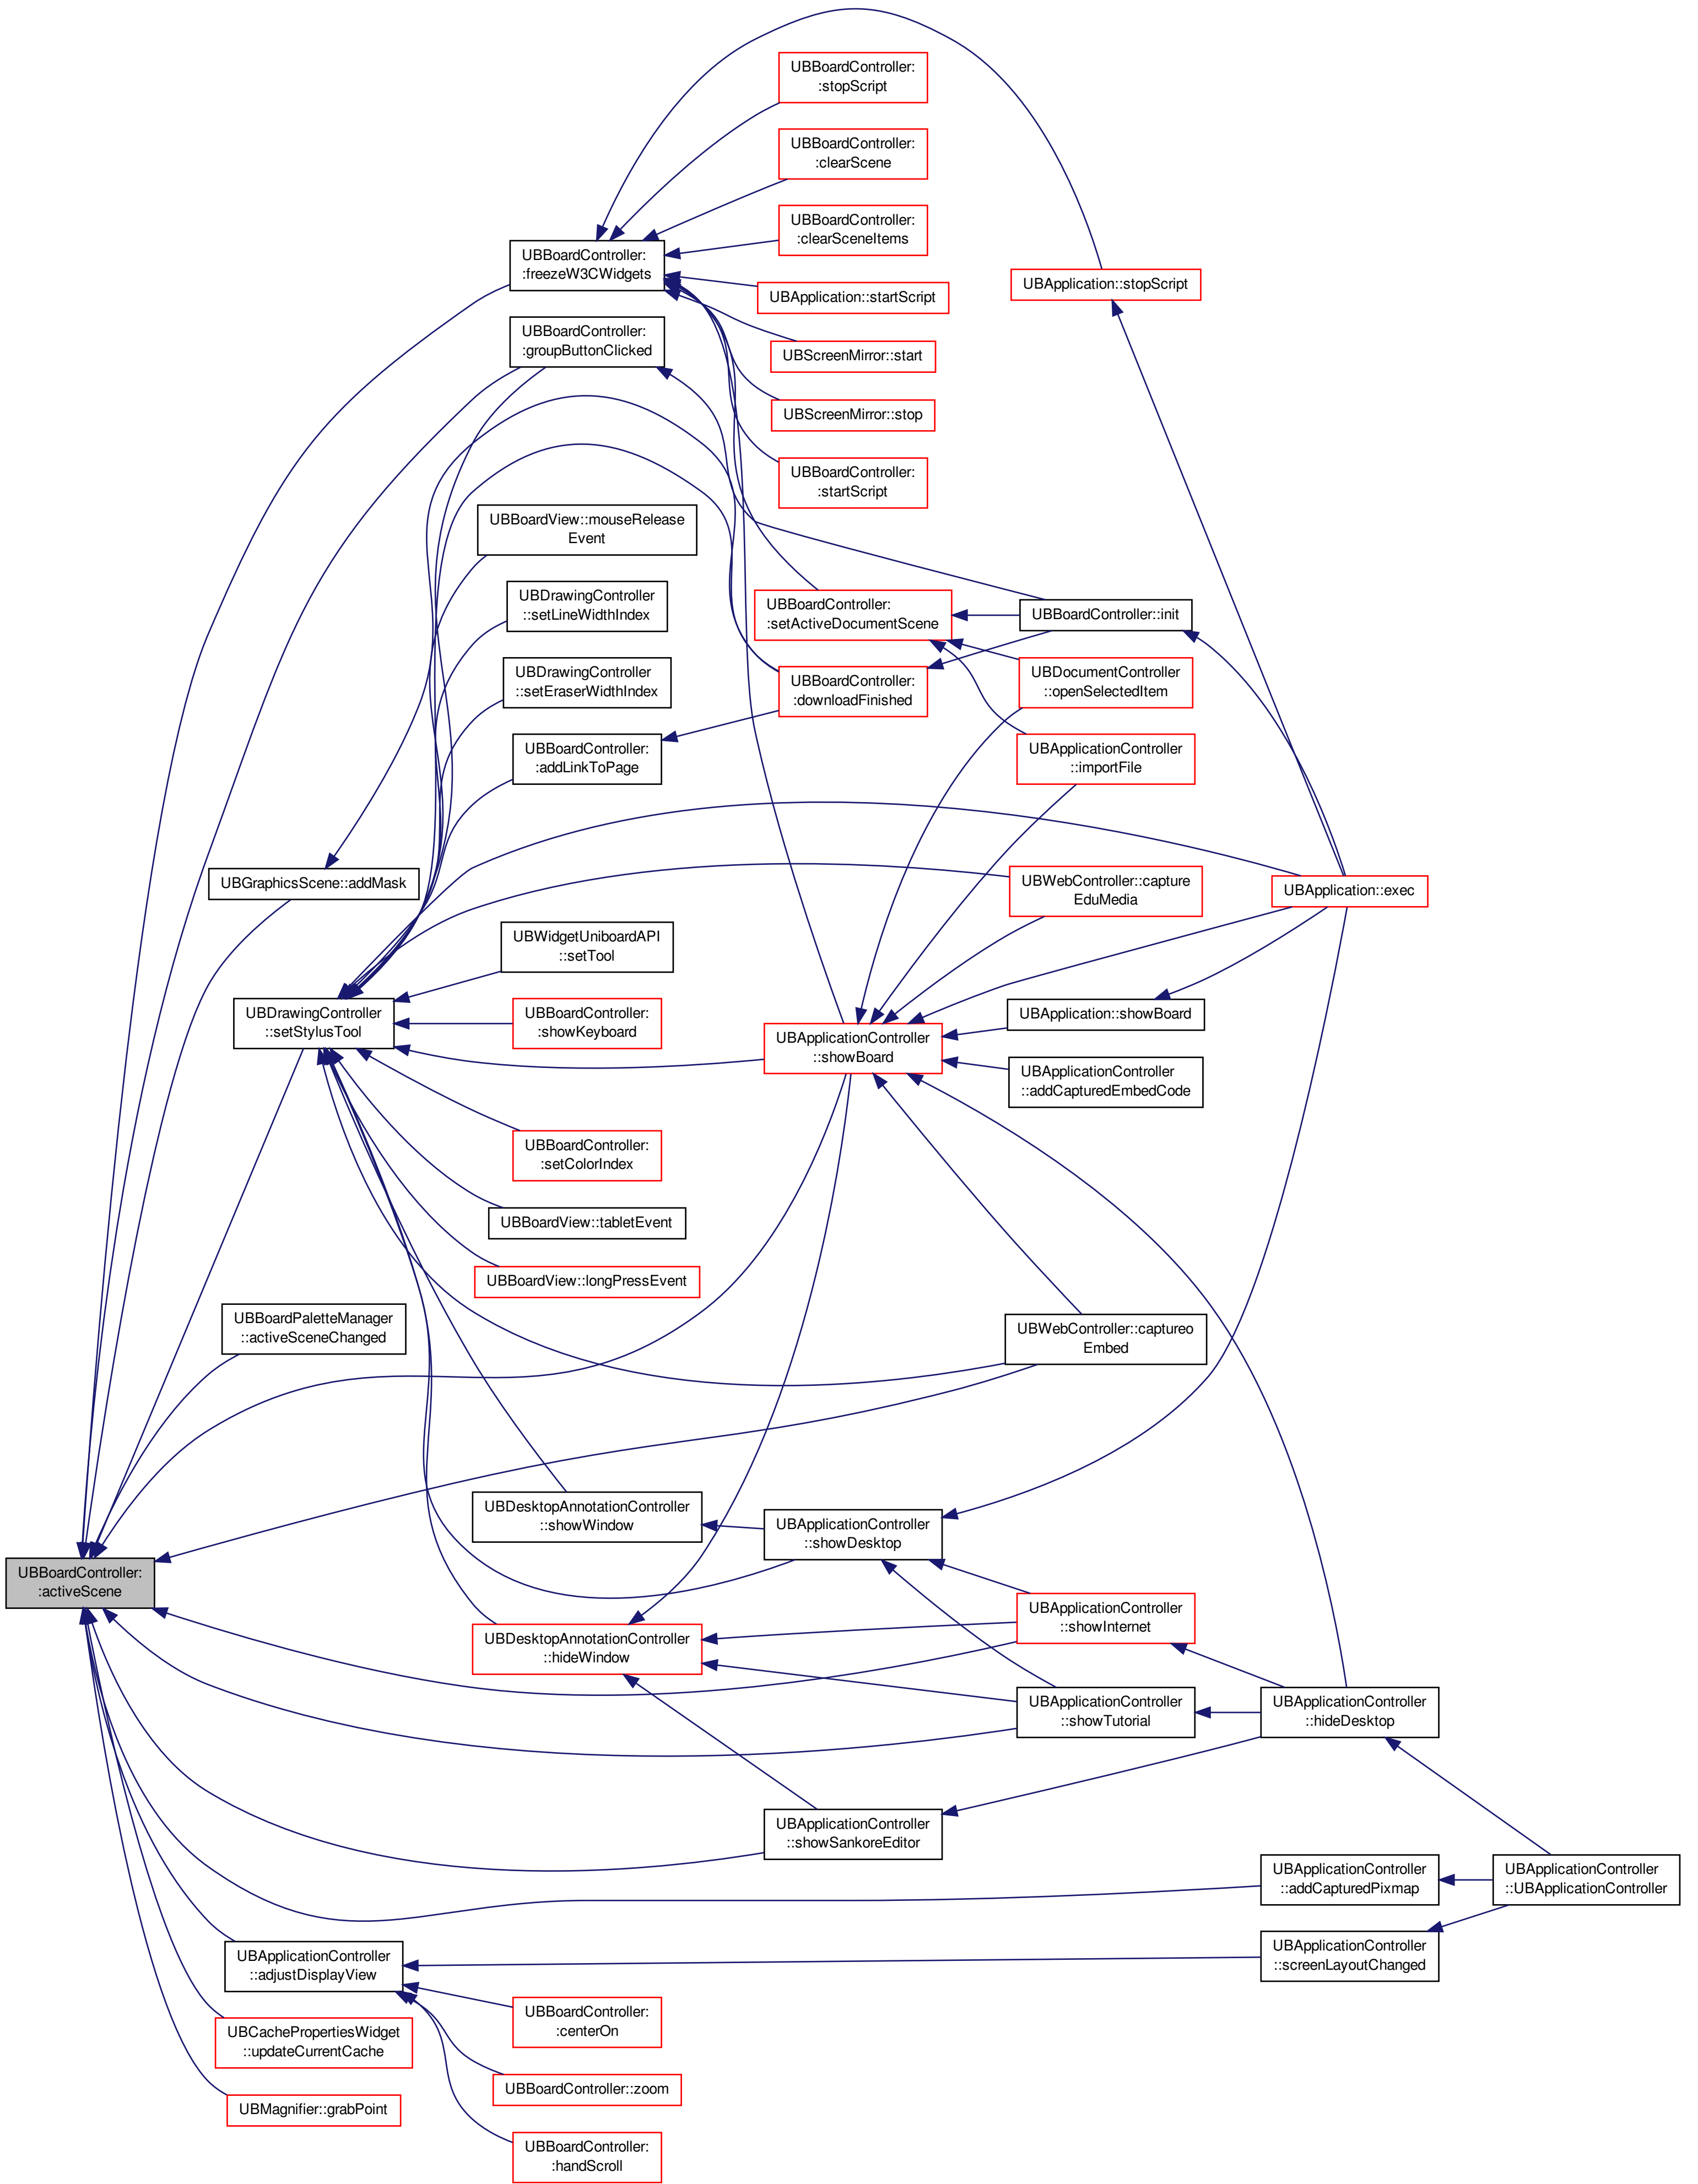 UBBoardController:
:stopScript
UBBoardController:
:clearScene
UBBoardController:
:clearSceneItems
UBBoardController:
:freezeW3CWidgets
UBApplication::stopScript
UBApplication::startScript
UBBoardController:
:groupButtonClicked
UBScreenMirror::start
UBScreenMirror::stop
UBBoardController:
:startScript
UBBoardView::mouseRelease
Event
UBDrawingController
::setLineWidthIndex
UBBoardController:
:setActiveDocumentScene
UBBoardController::init
UBDrawingController
::setEraserWidthIndex
UBBoardController:
:downloadFinished
UBDocumentController
::openSelectedItem
UBBoardController:
:addLinkToPage
UBApplicationController
::importFile
UBGraphicsScene::addMask
UBWebController::capture
EduMedia
UBApplication::exec
UBWidgetUniboardAPI
::setTool
UBDrawingController
::setStylusTool
UBBoardController:
:showKeyboard
UBApplicationController
::showBoard
UBApplication::showBoard
UBApplicationController
::addCapturedEmbedCode
UBBoardController:
:setColorIndex
UBBoardView::tabletEvent
UBBoardView::longPressEvent
UBBoardPaletteManager
::activeSceneChanged
UBWebController::captureo
Embed
UBDesktopAnnotationController
::showWindow
UBApplicationController
::showDesktop
UBBoardController:
:activeScene
UBDesktopAnnotationController
::hideWindow
UBApplicationController
::showInternet
UBApplicationController
::showTutorial
UBApplicationController
::hideDesktop
UBApplicationController
::showSankoreEditor
UBApplicationController
::addCapturedPixmap
UBApplicationController
::UBApplicationController
UBApplicationController
::adjustDisplayView
UBApplicationController
::screenLayoutChanged
UBBoardController:
:centerOn
UBCachePropertiesWidget
::updateCurrentCache
UBBoardController::zoom
UBMagnifier::grabPoint
UBBoardController:
:handScroll